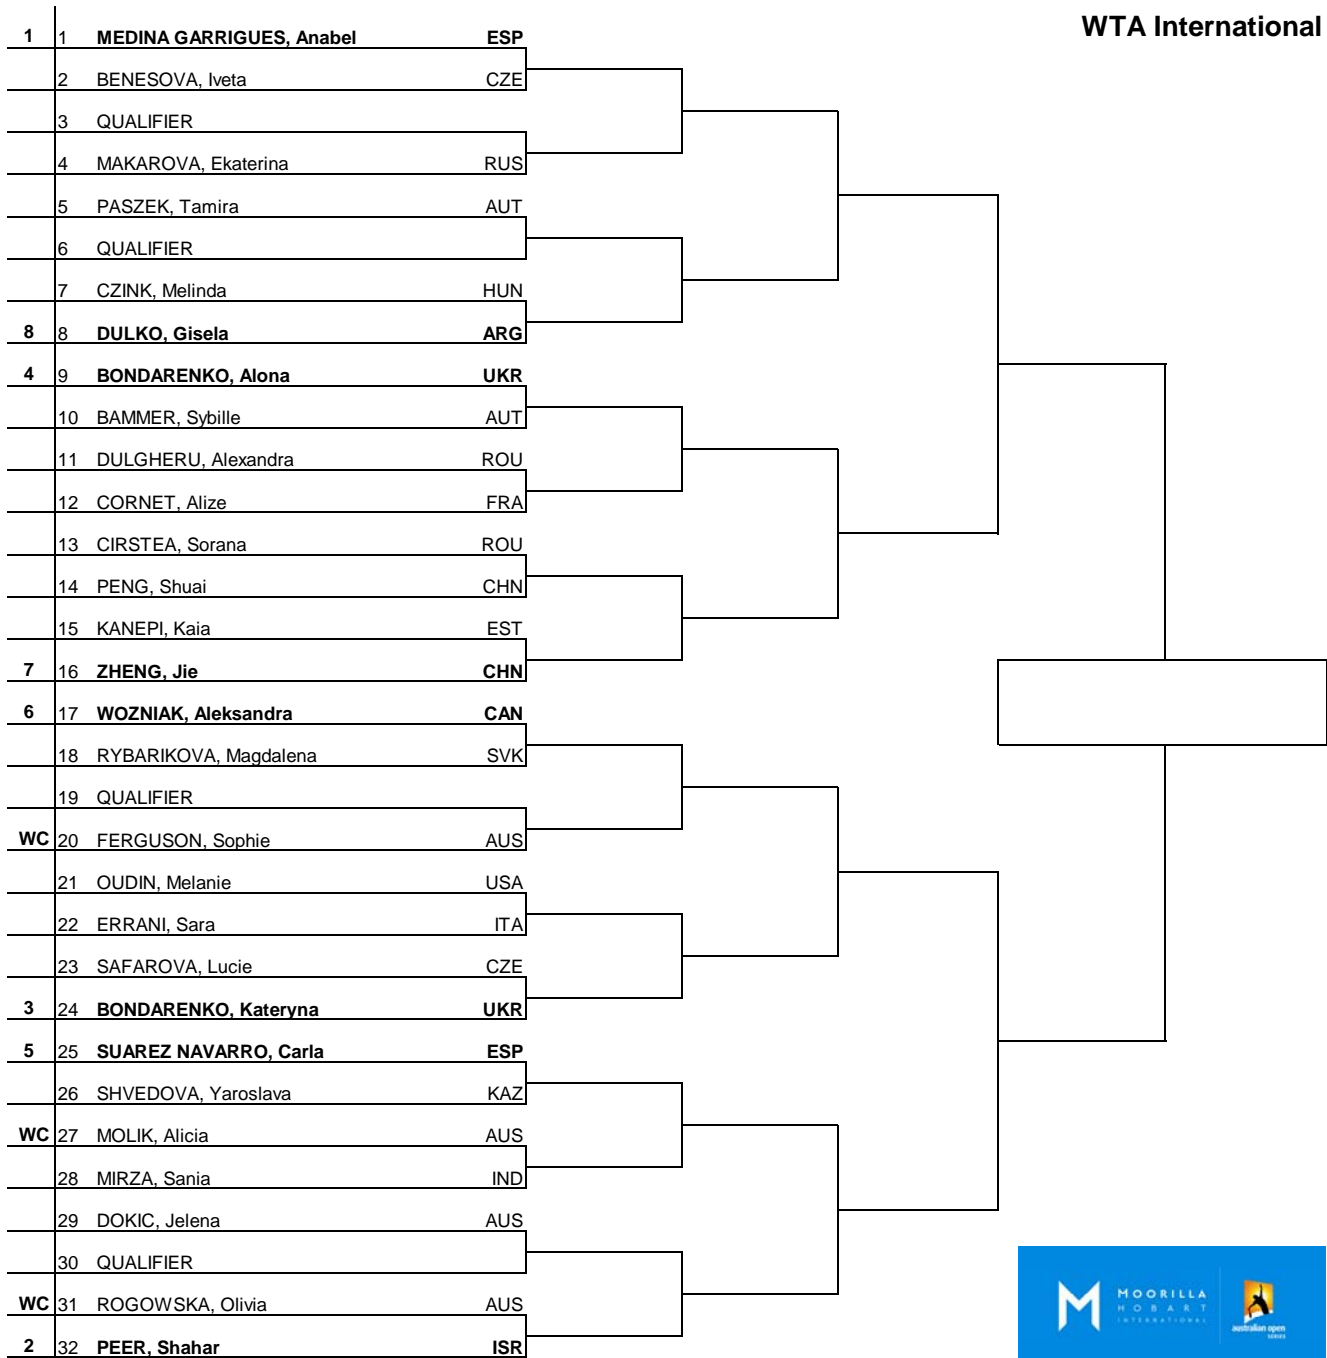 WTA International
1 1 MEDINA GARRIGUES, Anabel ESP
2 BENESOVA, Iveta CZE
3 QUALIFIER
4 MAKAROVA, Ekaterina RUS
5 PASZEK, Tamira AUT
6 QUALIFIER
7 CZINK, Melinda HUN
8 8 DULKO, Gisela ARG
4 9 BONDARENKO, Alona UKR
10 BAMMER, Sybille AUT
11 DULGHERU, Alexandra ROU
12 CORNET, Alize FRA
13 CIRSTEA, Sorana ROU
14 PENG, Shuai CHN
15 KANEPI, Kaia EST
7 16 ZHENG, Jie CHN
6 17 WOZNIAK, Aleksandra CAN
18 RYBARIKOVA, Magdalena SVK
19 QUALIFIER
WC 20 FERGUSON, Sophie AUS
21 OUDIN, Melanie USA
22 ERRANI, Sara ITA
23 SAFAROVA, Lucie CZE
3 24 BONDARENKO, Kateryna UKR
5 25 SUAREZ NAVARRO, Carla ESP
26 SHVEDOVA, Yaroslava KAZ
WC 27 MOLIK, Alicia AUS
28 MIRZA, Sania IND
29 DOKIC, Jelena AUS
30 QUALIFIER
WC 31 ROGOWSKA, Olivia AUS
2 32 PEER, Shahar ISR
M
MOORILLA
HOBART
INTERNATIONAL
australian open
SERIES